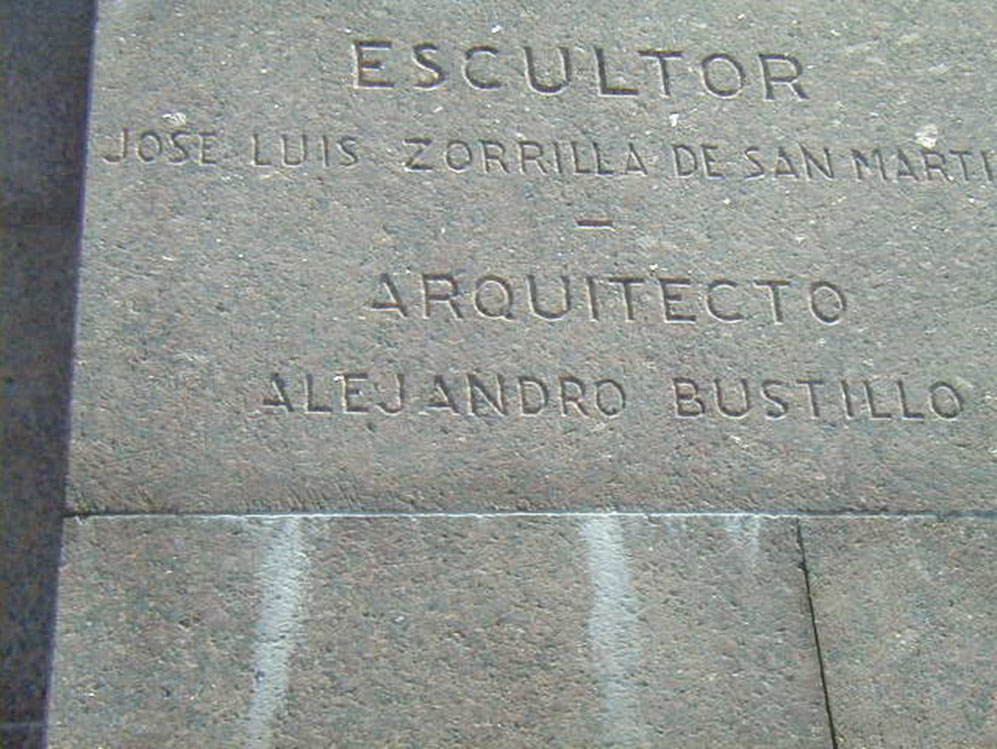 ESCULTOR
JOSE LUIS ZORRILLA DE SAN MARTI
—
ARQUITECTO
ALEJANDRO BUSTILLO